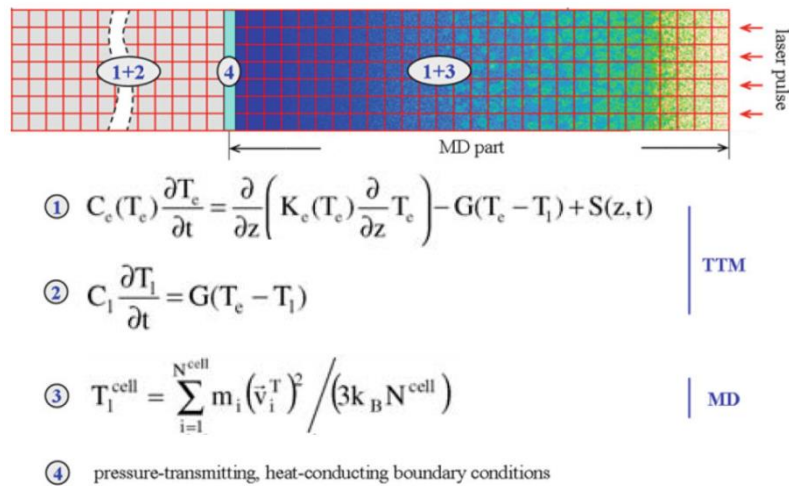 1+2
4
1+3
laser pulse
MD part
① C_e(T_e) ∂T_e/∂t = ∂/∂z (K_e(T_e) ∂/∂z T_e) − G(T_e − T_l) + S(z, t)
TTM
② C_l ∂T_l/∂t = G(T_e − T_l)
③ T_l^cell = ∑_{i=1}^{N^cell} m_i (v⃗_i^T)^2 / (3k_B N^cell)
MD
④ pressure-transmitting, heat-conducting boundary conditions